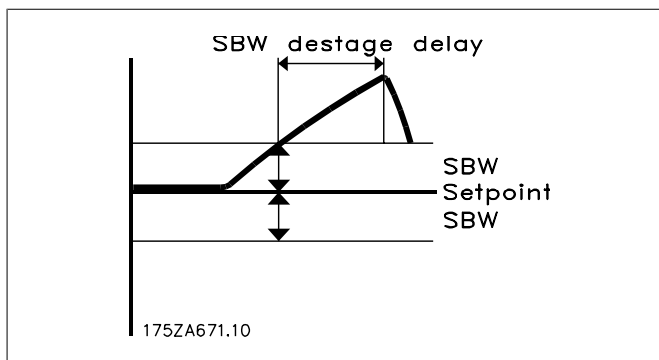 SBW destage delay
SBW
Setpoint
SBW
175ZA671.10